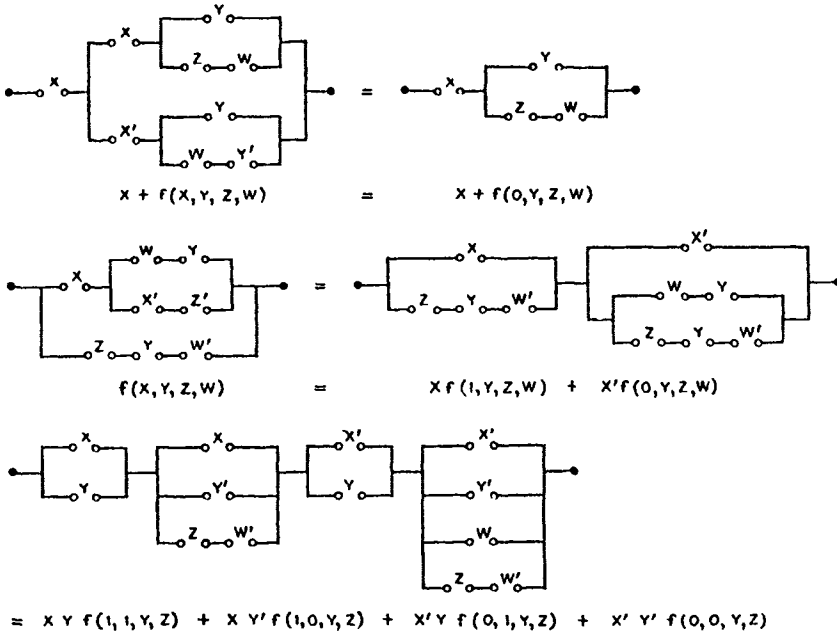 X X Y Z W X' Y W Y' = X Y Z W
X + f(X,Y,Z,W) = X + f(0,Y,Z,W)
X W Y X' Z' Z Y W' = X Z Y W' X' W Y Z Y W'
f(X,Y,Z,W) = X f(1,Y,Z,W) + X'f(0,Y,Z,W)
X Y X Y' Z W' X' Y X' Y' W Z W'
= X Y f(1,1,Y,Z) + X Y'f(1,0,Y,Z) + X'Y f(0,1,Y,Z) + X' Y' f(0,0,Y,Z)